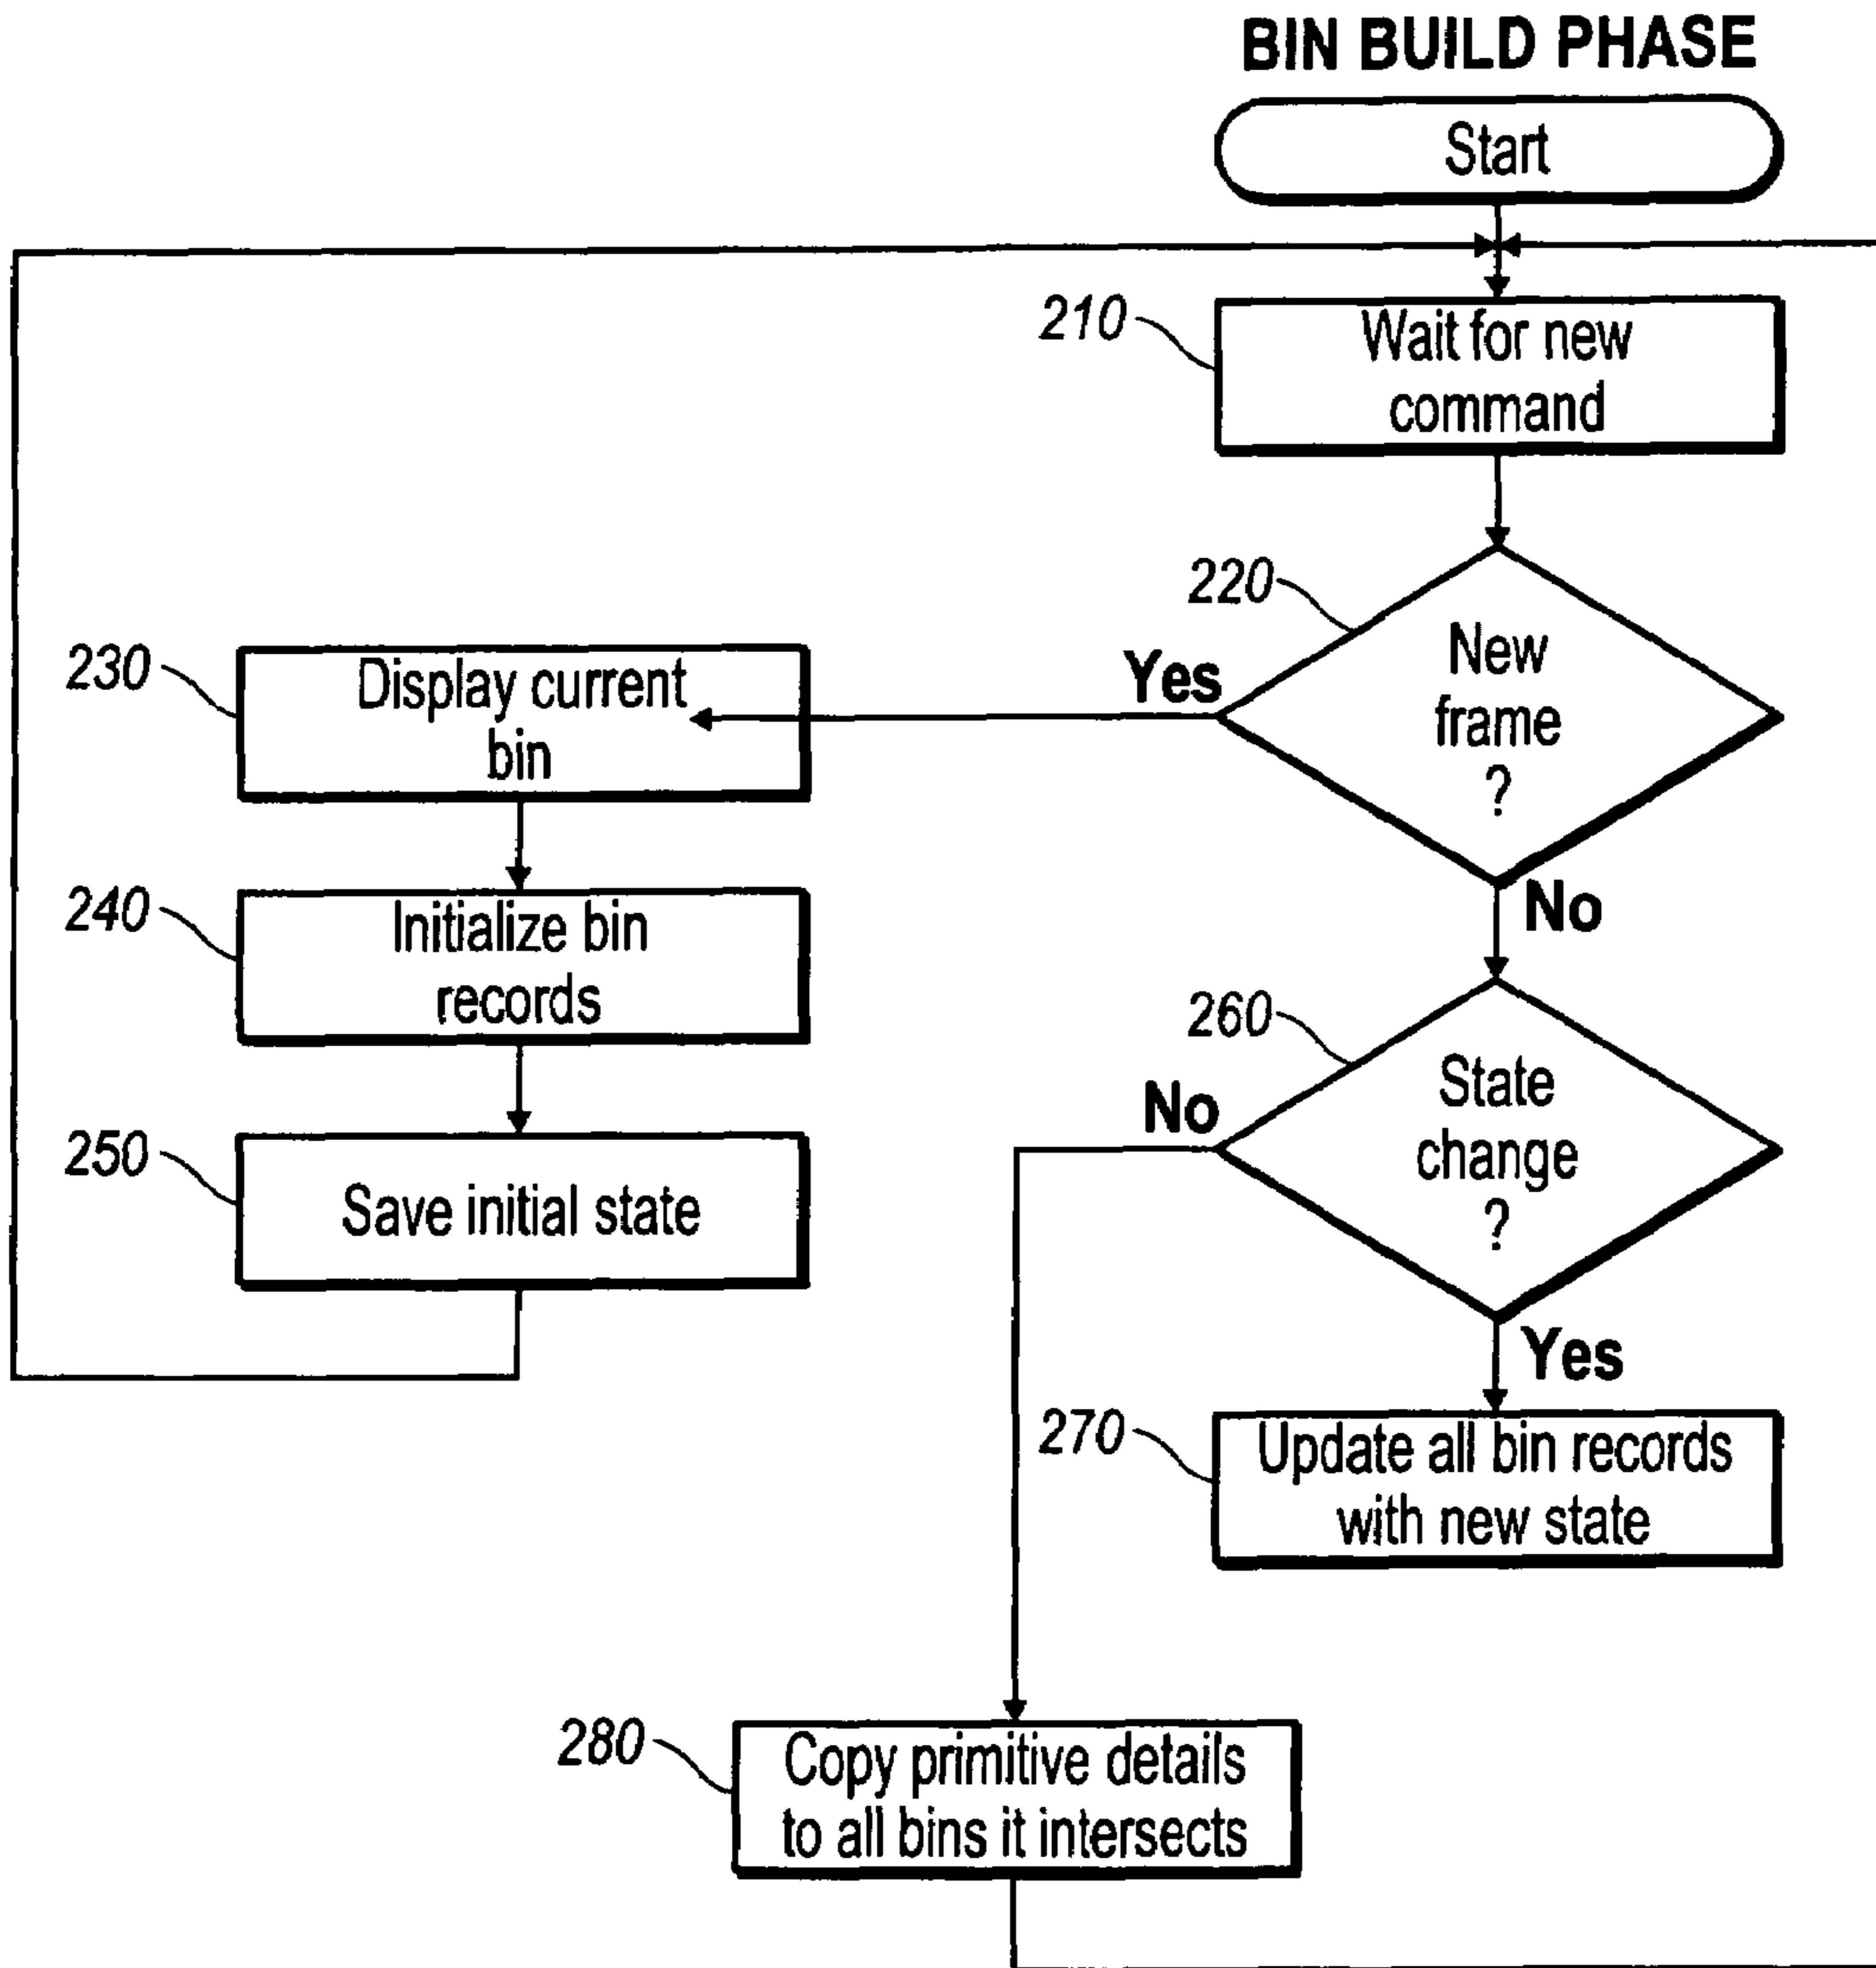 BIN BUILD PHASE
Start
210
Wait for new
command
220
New
frame
?
Yes
No
230
Display current
bin
240
Initialize bin
records
250
Save initial state
260
State
change
?
No
Yes
270
Update all bin records
with new state
280
Copy primitive details
to all bins it intersects